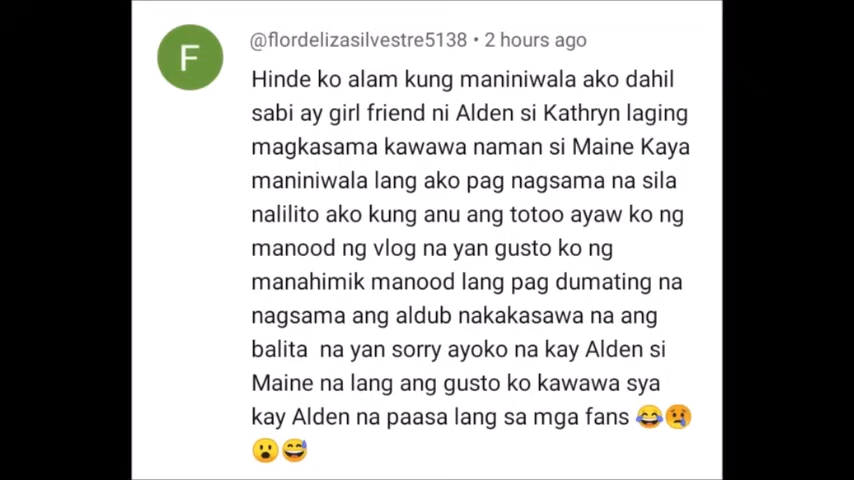 F
@flordelizasilvestre5138 • 2 hours ago
Hinde ko alam kung maniniwala ako dahil
sabi ay girl friend ni Alden si Kathryn laging
magkasama kawawa naman si Maine Kaya
maniniwala lang ako pag nagsama na sila
nalilito ako kung anu ang totoo ayaw ko ng
manood ng vlog na yan gusto ko ng
manahimik manood lang pag dumating na
nagsama ang aldub nakakasawa na ang
balita  na yan sorry ayoko na kay Alden si
Maine na lang ang gusto ko kawawa sya
kay Alden na paasa lang sa mga fans 😂😢
😮😅